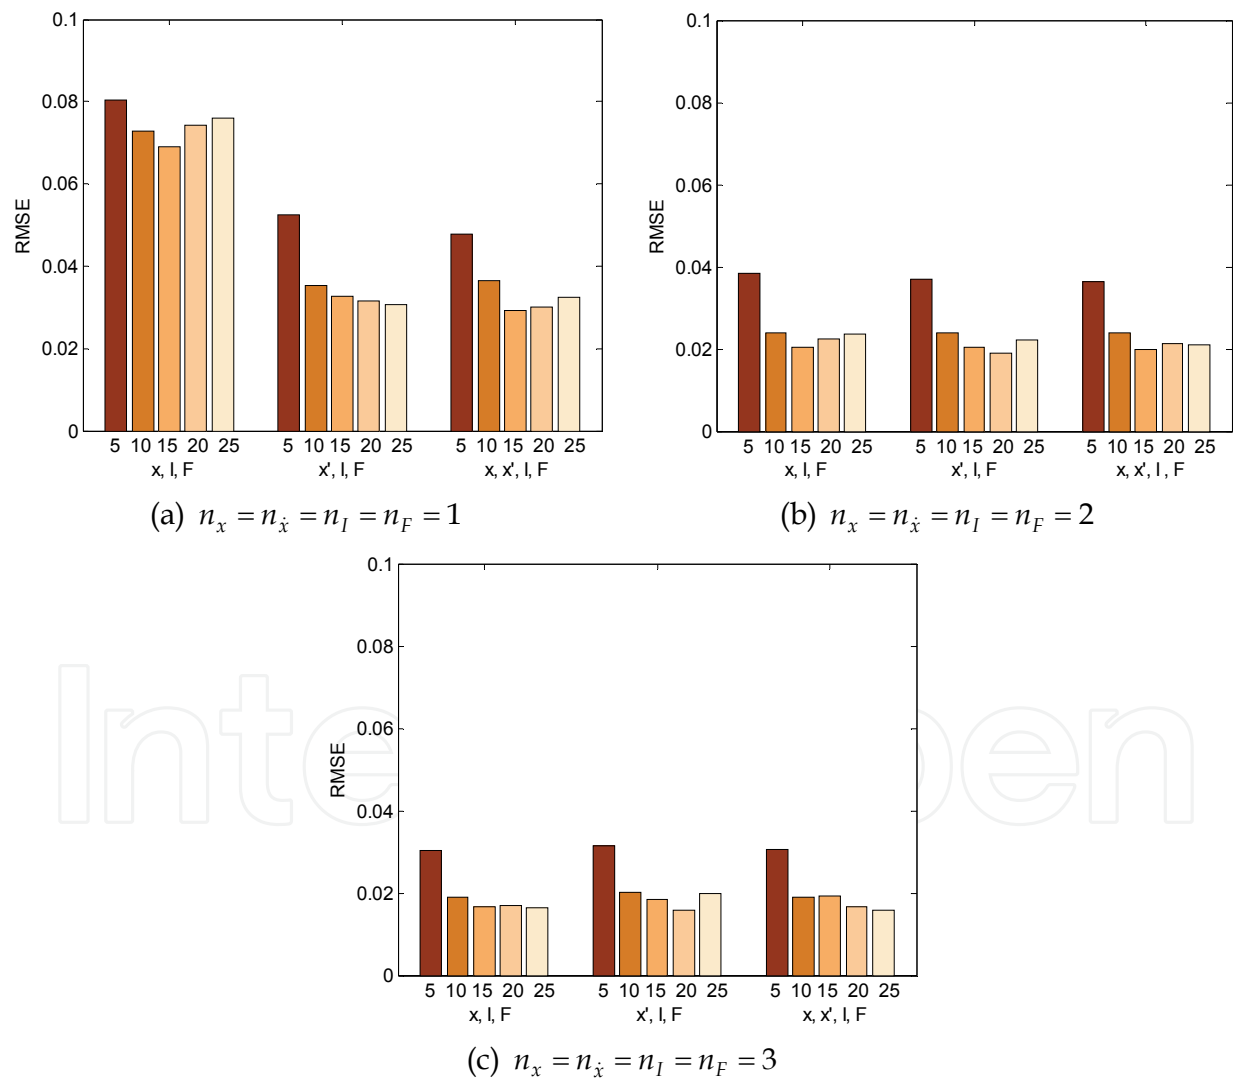 0.1
0.08
0.06
0.04
0.02
0
RMSE
5 10 15 20 25 5 10 15 20 25 5 10 15 20 25
x, I, F x', I, F x, x', I, F
(a) n_x = n_ẋ = n_I = n_F = 1
0.1
0.08
0.06
0.04
0.02
0
RMSE
5 10 15 20 25 5 10 15 20 25 5 10 15 20 25
x, I, F x', I, F x, x', I , F
(b) n_x = n_ẋ = n_I = n_F = 2
0.1
0.08
0.06
0.04
0.02
0
RMSE
5 10 15 20 25 5 10 15 20 25 5 10 15 20 25
x, I, F x', I, F x, x', I, F
(c) n_x = n_ẋ = n_I = n_F = 3